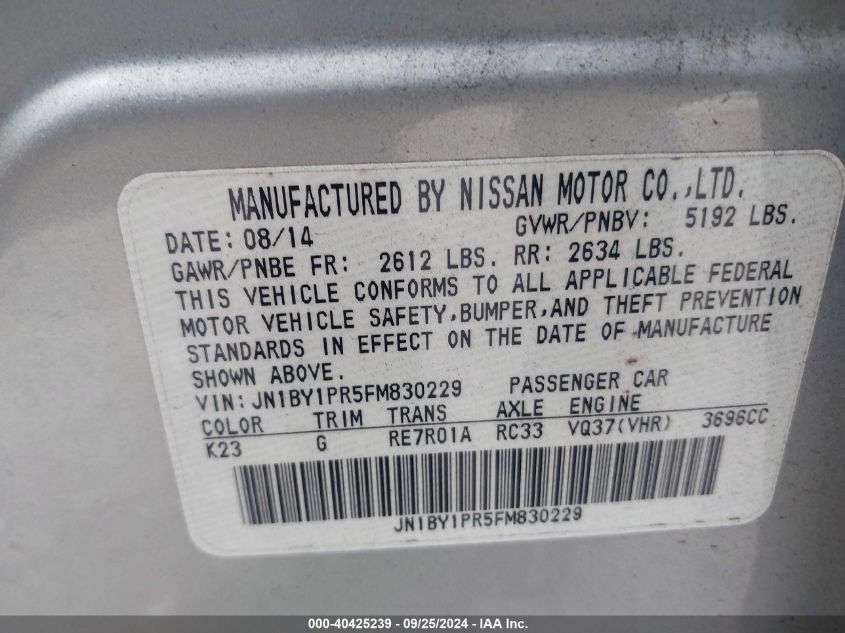 MANUFACTURED BY NISSAN MOTOR CO.,LTD.
DATE: 08/14 GVWR/PNBV: 5192 LBS.
GAWR/PNBE FR: 2612 LBS. RR: 2634 LBS.
THIS VEHICLE CONFORMS TO ALL APPLICABLE FEDERAL
MOTOR VEHICLE SAFETY,BUMPER,AND THEFT PREVENTION
STANDARDS IN EFFECT ON THE DATE OF MANUFACTURE
SHOWN ABOVE.
VIN: JN1BY1PR5FM830229 PASSENGER CAR
COLOR TRIM TRANS AXLE ENGINE
K23 G RE7R01A RC33 VQ37(VHR) 3696CC
JN1BY1PR5FM830229
000-40425239 - 09/25/2024 - IAA Inc.